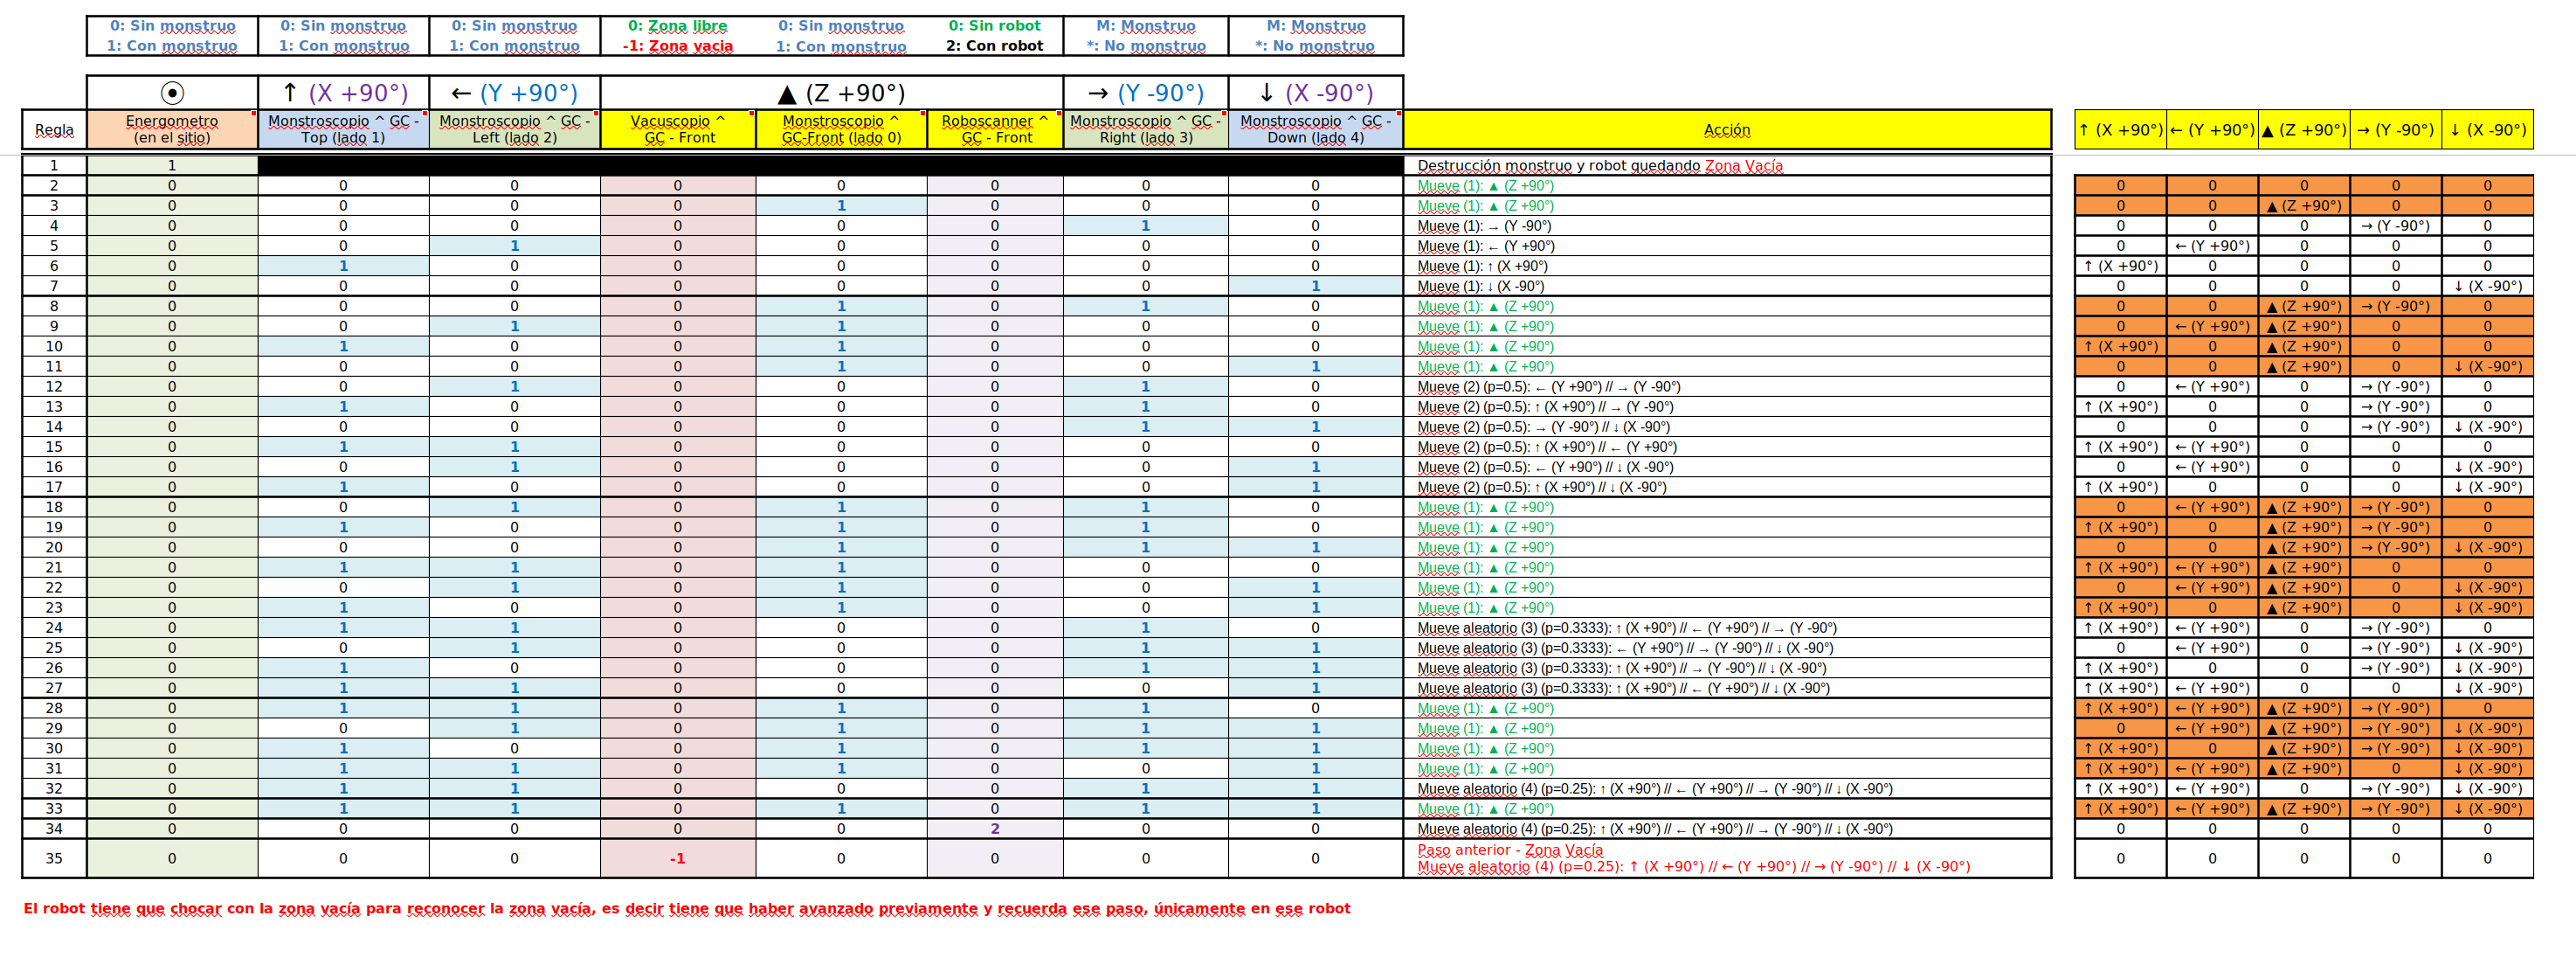 0: Sin monstruo 0: Sin monstruo 0: Sin monstruo 0: Zona libre 0: Sin monstruo 0: Sin robot M: Monstruo M: Monstruo
1: Con monstruo 1: Con monstruo 1: Con monstruo -1: Zona vacia 1: Con monstruo 2: Con robot *: No monstruo *: No monstruo
☉ ↑ (X +90°) ← (Y +90°) ▲ (Z +90°) → (Y -90°) ↓ (X -90°)
Regla Energometro Monstroscopio ^ GC - Monstroscopio ^ GC - Vacuscopio ^ Monstroscopio ^ Roboscanner ^ Monstroscopio ^ GC - Monstroscopio ^ GC - Acción ↑ (X +90°) ← (Y +90°) ▲ (Z +90°) → (Y -90°) ↓ (X -90°)
(en el sitio) Top (lado 1) Left (lado 2) GC - Front GC-Front (lado 0) GC - Front Right (lado 3) Down (lado 4)
1 1 Destrucción monstruo y robot quedando Zona Vacía
2 0 0 0 0 0 0 0 0 Mueve (1): ▲ (Z +90°) 0 0 0 0 0
3 0 0 0 0 1 0 0 0 Mueve (1): ▲ (Z +90°) 0 0 ▲ (Z +90°) 0 0
4 0 0 0 0 0 0 1 0 Mueve (1): → (Y -90°) 0 0 0 → (Y -90°) 0
5 0 0 1 0 0 0 0 0 Mueve (1): ← (Y +90°) 0 ← (Y +90°) 0 0 0
6 0 1 0 0 0 0 0 0 Mueve (1): ↑ (X +90°) ↑ (X +90°) 0 0 0 0
7 0 0 0 0 0 0 0 1 Mueve (1): ↓ (X -90°) 0 0 0 0 ↓ (X -90°)
8 0 0 0 0 1 0 1 0 Mueve (1): ▲ (Z +90°) 0 0 ▲ (Z +90°) → (Y -90°) 0
9 0 0 1 0 1 0 0 0 Mueve (1): ▲ (Z +90°) 0 ← (Y +90°) ▲ (Z +90°) 0 0
10 0 1 0 0 1 0 0 0 Mueve (1): ▲ (Z +90°) ↑ (X +90°) 0 ▲ (Z +90°) 0 0
11 0 0 0 0 1 0 0 1 Mueve (1): ▲ (Z +90°) 0 0 ▲ (Z +90°) 0 ↓ (X -90°)
12 0 0 1 0 0 0 1 0 Mueve (2) (p=0.5): ← (Y +90°) // → (Y -90°) 0 ← (Y +90°) 0 → (Y -90°) 0
13 0 1 0 0 0 0 1 0 Mueve (2) (p=0.5): ↑ (X +90°) // → (Y -90°) ↑ (X +90°) 0 0 → (Y -90°) 0
14 0 0 0 0 0 0 1 1 Mueve (2) (p=0.5): → (Y -90°) // ↓ (X -90°) 0 0 0 → (Y -90°) ↓ (X -90°)
15 0 1 1 0 0 0 0 0 Mueve (2) (p=0.5): ↑ (X +90°) // ← (Y +90°) ↑ (X +90°) ← (Y +90°) 0 0 0
16 0 0 1 0 0 0 0 1 Mueve (2) (p=0.5): ← (Y +90°) // ↓ (X -90°) 0 ← (Y +90°) 0 0 ↓ (X -90°)
17 0 1 0 0 0 0 0 1 Mueve (2) (p=0.5): ↑ (X +90°) // ↓ (X -90°) ↑ (X +90°) 0 0 0 ↓ (X -90°)
18 0 0 1 0 1 0 1 0 Mueve (1): ▲ (Z +90°) 0 ← (Y +90°) ▲ (Z +90°) → (Y -90°) 0
19 0 1 0 0 1 0 1 0 Mueve (1): ▲ (Z +90°) ↑ (X +90°) 0 ▲ (Z +90°) → (Y -90°) 0
20 0 0 0 0 1 0 1 1 Mueve (1): ▲ (Z +90°) 0 0 ▲ (Z +90°) → (Y -90°) ↓ (X -90°)
21 0 1 1 0 1 0 0 0 Mueve (1): ▲ (Z +90°) ↑ (X +90°) ← (Y +90°) ▲ (Z +90°) 0 0
22 0 0 1 0 1 0 0 1 Mueve (1): ▲ (Z +90°) 0 ← (Y +90°) ▲ (Z +90°) 0 ↓ (X -90°)
23 0 1 0 0 1 0 0 1 Mueve (1): ▲ (Z +90°) ↑ (X +90°) 0 ▲ (Z +90°) 0 ↓ (X -90°)
24 0 1 1 0 0 0 1 0 Mueve aleatorio (3) (p=0.3333): ↑ (X +90°) // ← (Y +90°) // → (Y -90°) ↑ (X +90°) ← (Y +90°) 0 → (Y -90°) 0
25 0 0 1 0 0 0 1 1 Mueve aleatorio (3) (p=0.3333): ← (Y +90°) // → (Y -90°) // ↓ (X -90°) 0 ← (Y +90°) 0 → (Y -90°) ↓ (X -90°)
26 0 1 0 0 0 0 1 1 Mueve aleatorio (3) (p=0.3333): ↑ (X +90°) // → (Y -90°) // ↓ (X -90°) ↑ (X +90°) 0 0 → (Y -90°) ↓ (X -90°)
27 0 1 1 0 0 0 0 1 Mueve aleatorio (3) (p=0.3333): ↑ (X +90°) // ← (Y +90°) // ↓ (X -90°) ↑ (X +90°) ← (Y +90°) 0 0 ↓ (X -90°)
28 0 1 1 0 1 0 1 0 Mueve (1): ▲ (Z +90°) ↑ (X +90°) ← (Y +90°) ▲ (Z +90°) → (Y -90°) 0
29 0 0 1 0 1 0 1 1 Mueve (1): ▲ (Z +90°) 0 ← (Y +90°) ▲ (Z +90°) → (Y -90°) ↓ (X -90°)
30 0 1 0 0 1 0 1 1 Mueve (1): ▲ (Z +90°) ↑ (X +90°) 0 ▲ (Z +90°) → (Y -90°) ↓ (X -90°)
31 0 1 1 0 1 0 0 1 Mueve (1): ▲ (Z +90°) ↑ (X +90°) ← (Y +90°) ▲ (Z +90°) 0 ↓ (X -90°)
32 0 1 1 0 0 0 1 1 Mueve aleatorio (4) (p=0.25): ↑ (X +90°) // ← (Y +90°) // → (Y -90°) // ↓ (X -90°) ↑ (X +90°) ← (Y +90°) 0 → (Y -90°) ↓ (X -90°)
33 0 1 1 0 1 0 1 1 Mueve (1): ▲ (Z +90°) ↑ (X +90°) ← (Y +90°) ▲ (Z +90°) → (Y -90°) ↓ (X -90°)
34 0 0 0 0 0 2 0 0 Mueve aleatorio (4) (p=0.25): ↑ (X +90°) // ← (Y +90°) // → (Y -90°) // ↓ (X -90°) 0 0 0 0 0
35 0 0 0 -1 0 0 0 0 Paso anterior - Zona Vacía 0 0 0 0 0
Mueve aleatorio (4) (p=0.25): ↑ (X +90°) // ← (Y +90°) // → (Y -90°) // ↓ (X -90°)
El robot tiene que chocar con la zona vacía para reconocer la zona vacía, es decir tiene que haber avanzado previamente y recuerda ese paso, únicamente en ese robot